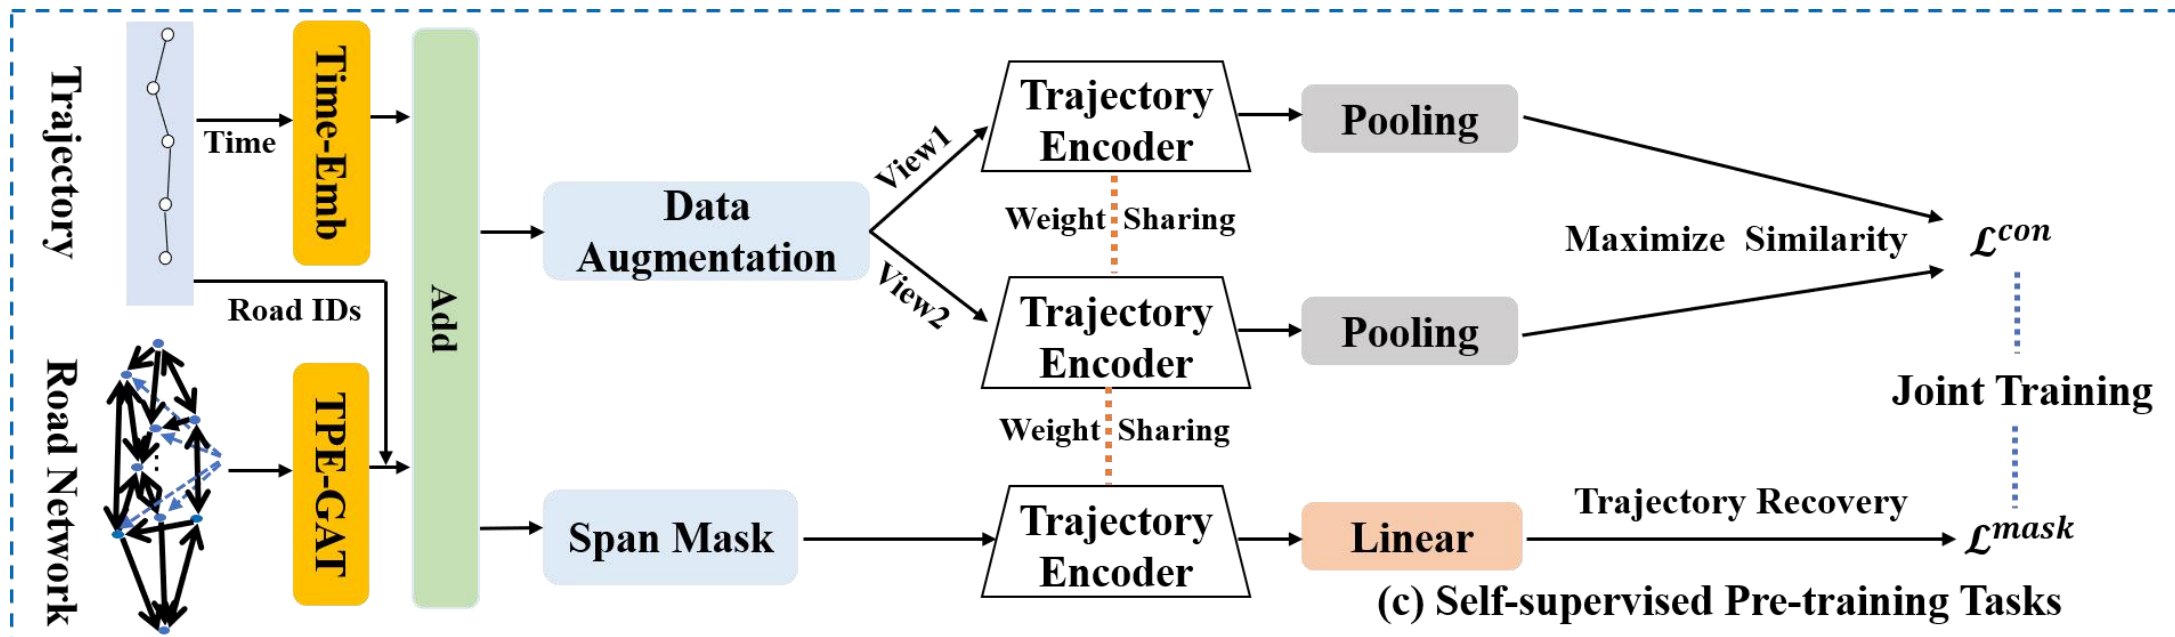 Trajectory
Time
Time-Emb
Road IDs
Road Network
TPE-GAT
Add
Data
Augmentation
View1
View2
Trajectory
Encoder
Pooling
Weight Sharing
Trajectory
Encoder
Pooling
Maximize Similarity
ℒ^con
Weight Sharing
Joint Training
Span Mask
Trajectory
Encoder
Linear
Trajectory Recovery
ℒ^mask
(c) Self-supervised Pre-training Tasks